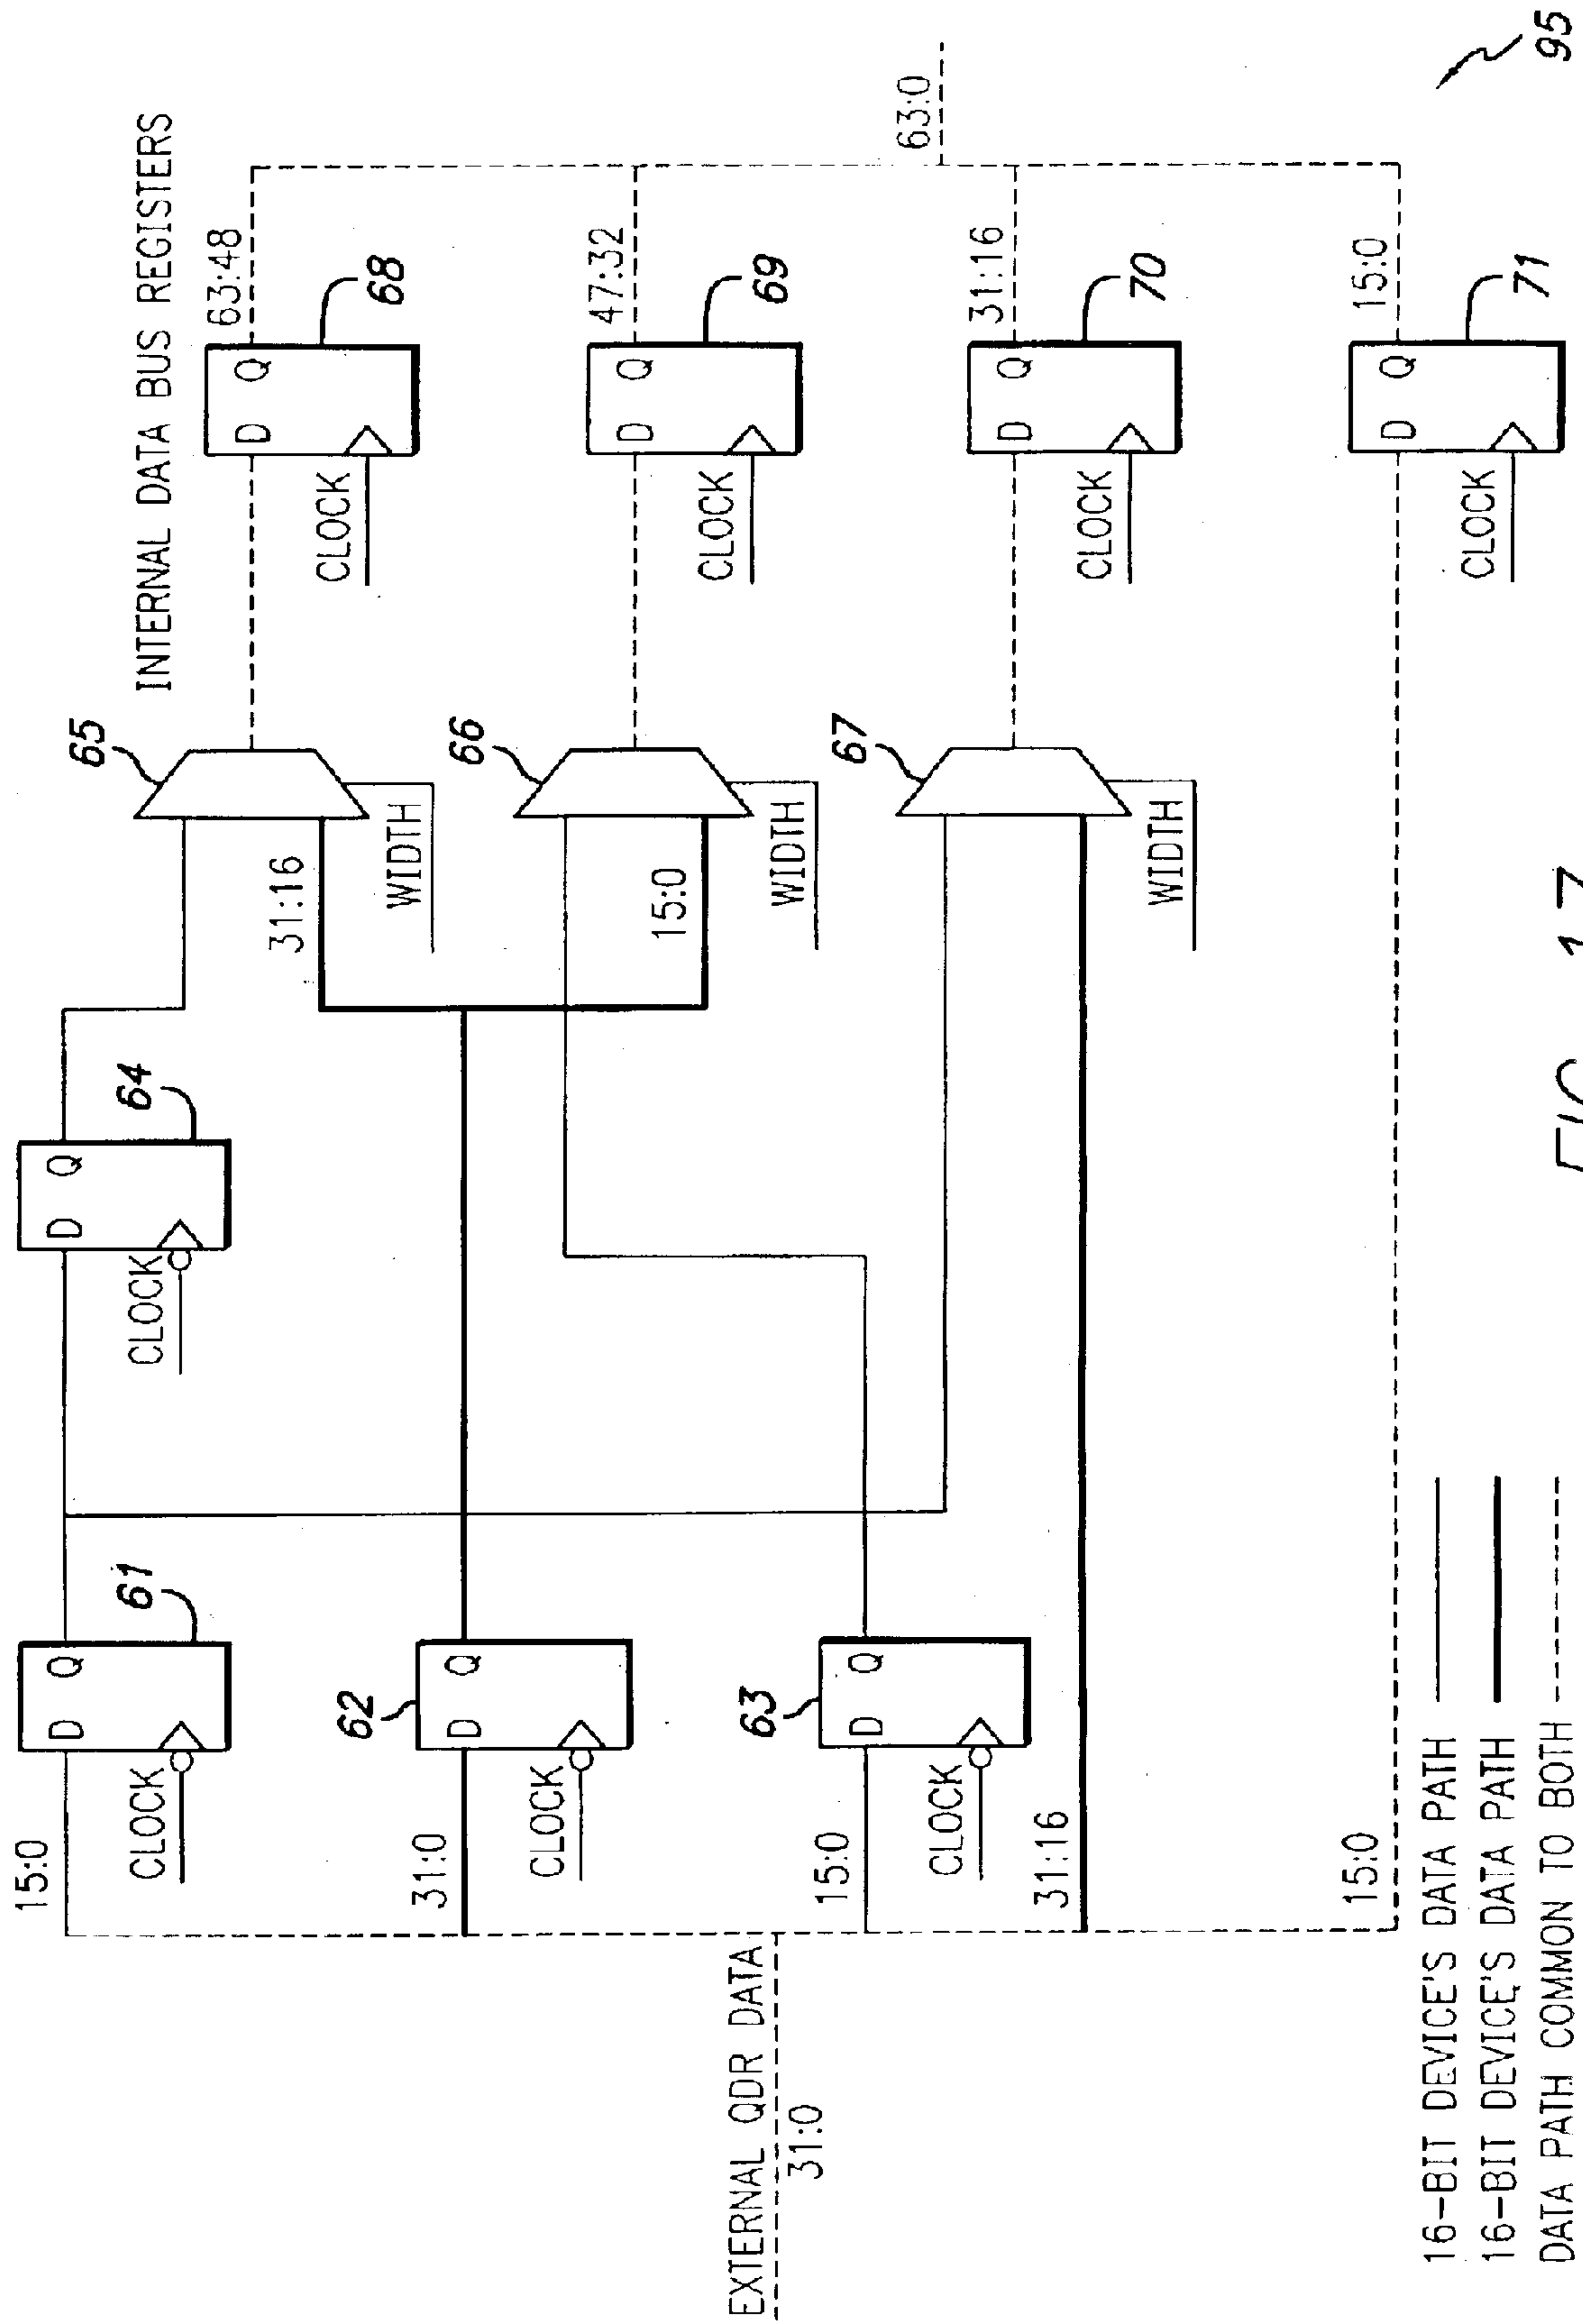 INTERNAL DATA BUS REGISTERS
15:0
D Q
61
CLOCK
D Q
64
CLOCK
65
31:16
WIDTH
D Q
63:48
68
CLOCK
EXTERNAL QDR DATA
31:0
31:0
62
D Q
CLOCK
66
15:0
WIDTH
D Q
47:32
69
CLOCK
63:0
15:0
63
D Q
CLOCK
31:16
67
WIDTH
D Q
31:16
70
CLOCK
15:0
D Q
15:0
71
CLOCK
16-BIT DEVICE'S DATA PATH
16-BIT DEVICE'S DATA PATH
DATA PATH COMMON TO BOTH
95